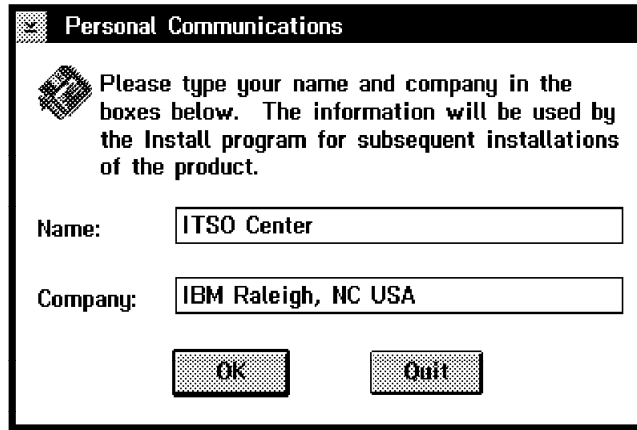 Personal Communications
Please type your name and company in the
boxes below. The information will be used by
the Install program for subsequent installations
of the product.
Name: ITSO Center
Company: IBM Raleigh, NC USA
OK Quit